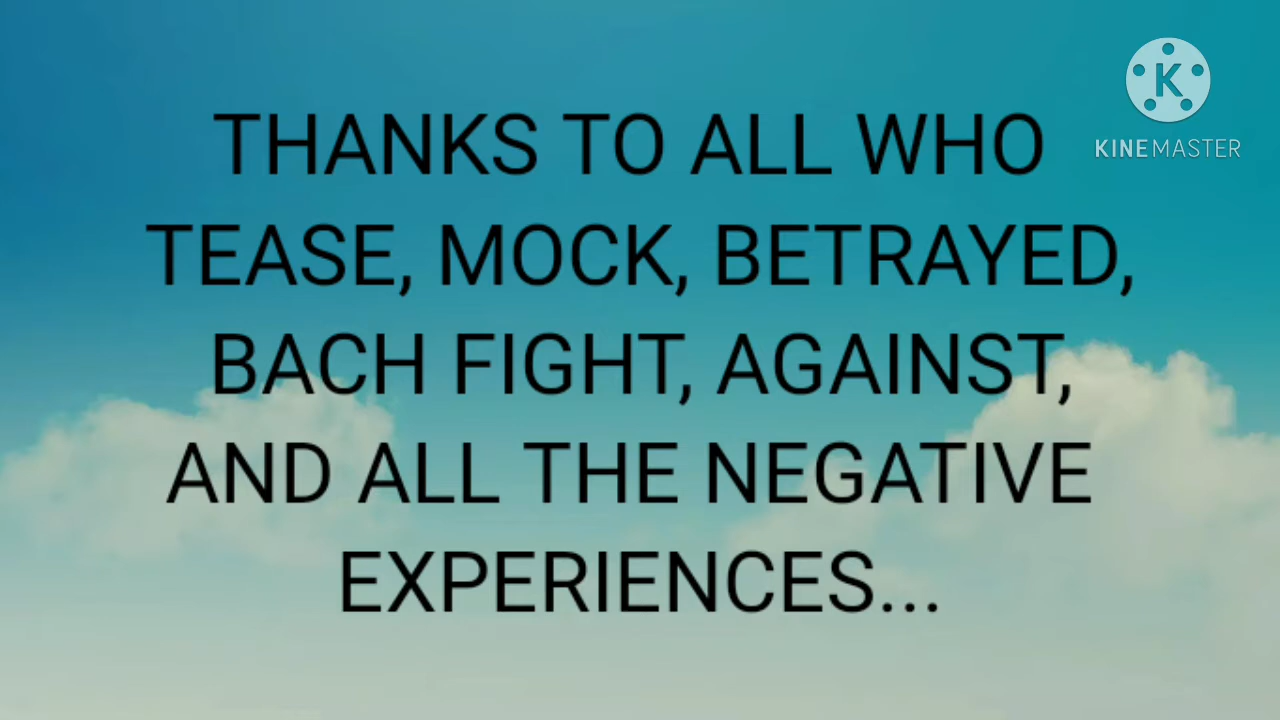 THANKS TO ALL WHO
TEASE, MOCK, BETRAYED,
BACH FIGHT, AGAINST,
AND ALL THE NEGATIVE
EXPERIENCES...
K
KINEMASTER